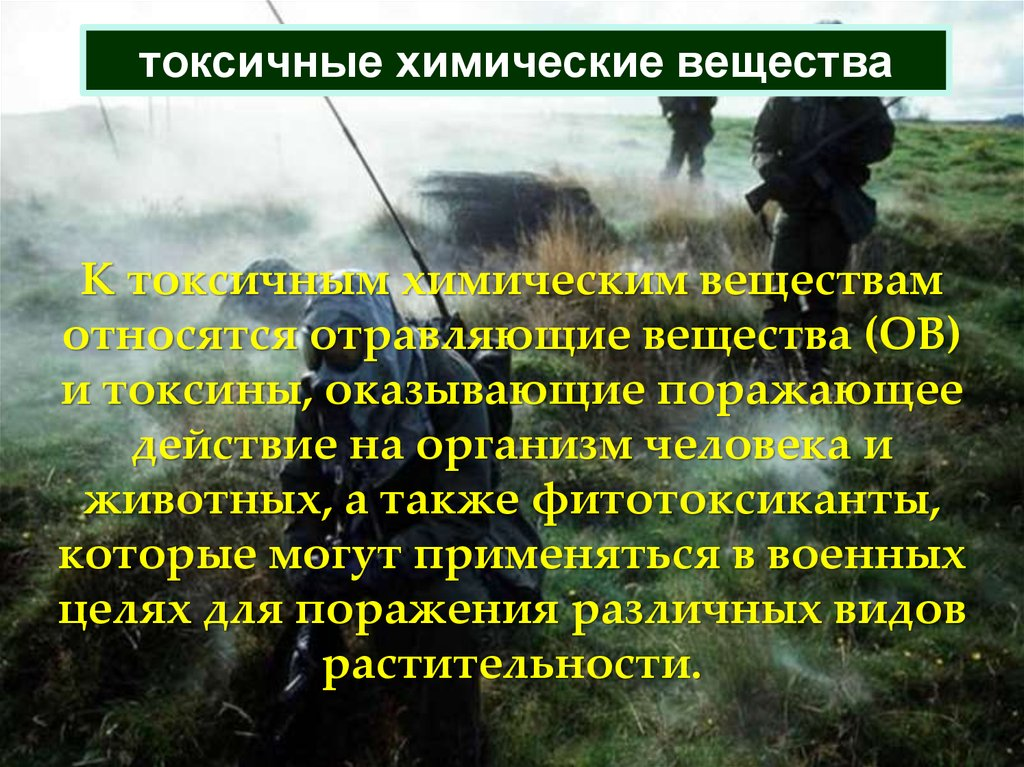 токсичные химические вещества
К токсичным химическим веществам
относятся отравляющие вещества (ОВ)
и токсины, оказывающие поражающее
действие на организм человека и
животных, а также фитотоксиканты,
которые могут применяться в военных
целях для поражения различных видов
растительности.